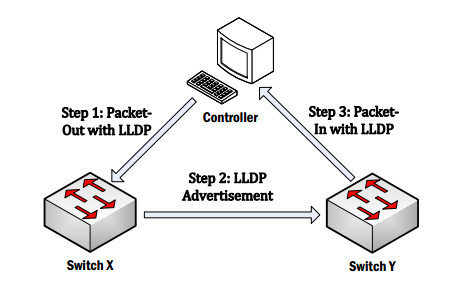 Step 1: Packet-
Out with LLDP
Controller
Step 3: Packet-
In with LLDP
Step 2: LLDP
Advertisement
Switch X
Switch Y